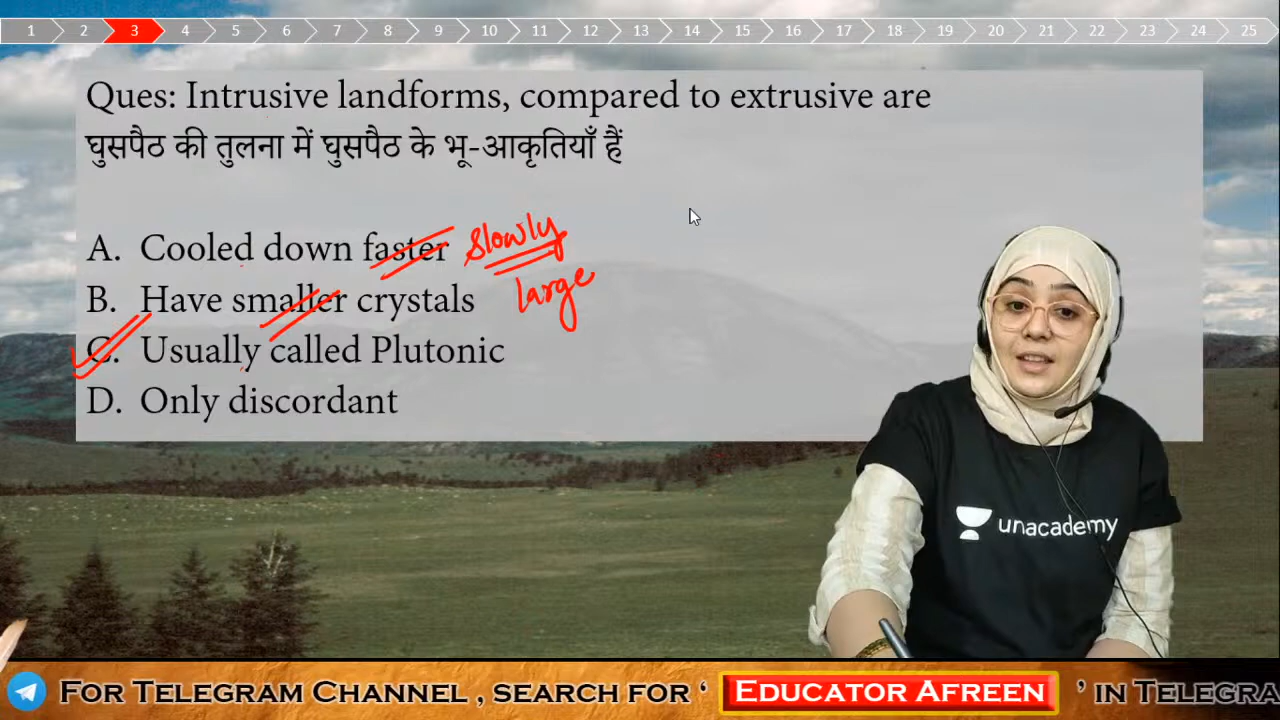 1 2 3 4 5 6 7 8 9 10 11 12 13 14 15 16 17 18 19 20 21 22 23 24 25
Ques: Intrusive landforms, compared to extrusive are
घुसपैठ की तुलना में घुसपैठ के भू-आकृतियाँ हैं
A. Cooled down faster slowly
B. Have smaller crystals large
C. Usually called Plutonic
D. Only discordant
unacademy
FOR TELEGRAM CHANNEL , SEARCH FOR ‘ EDUCATOR AFREEN ’ IN TELEGRA